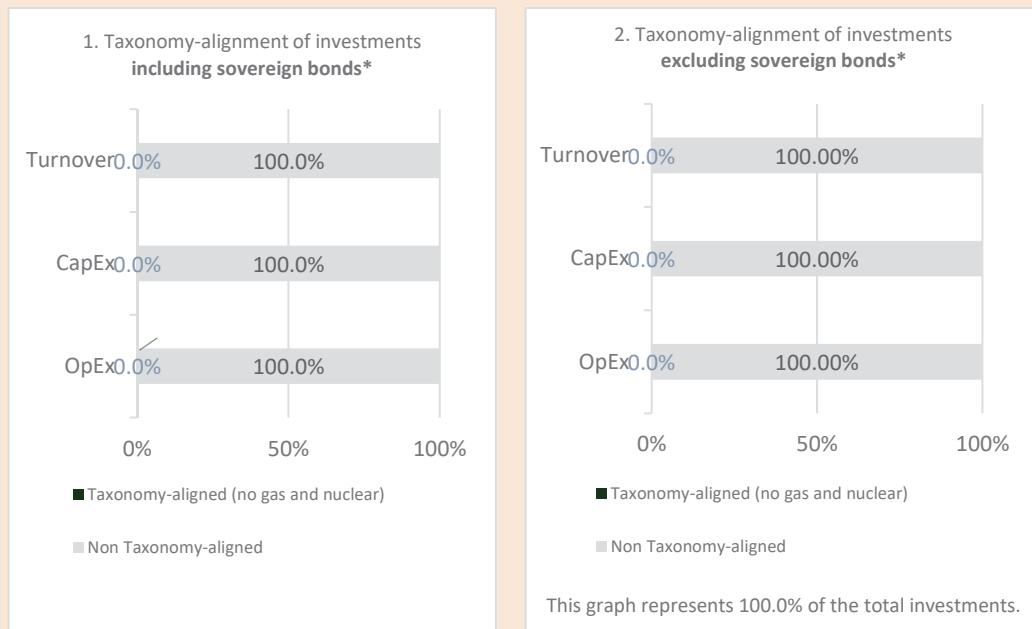 1. Taxonomy-alignment of investments
including sovereign bonds*
Turnover 0.0% 100.0%
CapEx 0.0% 100.0%
OpEx 0.0% 100.0%
0% 50% 100%
Taxonomy-aligned (no gas and nuclear)
Non Taxonomy-aligned
2. Taxonomy-alignment of investments
excluding sovereign bonds*
Turnover 0.0% 100.00%
CapEx 0.0% 100.00%
OpEx 0.0% 100.00%
0% 50% 100%
Taxonomy-aligned (no gas and nuclear)
Non Taxonomy-aligned
This graph represents 100.0% of the total investments.